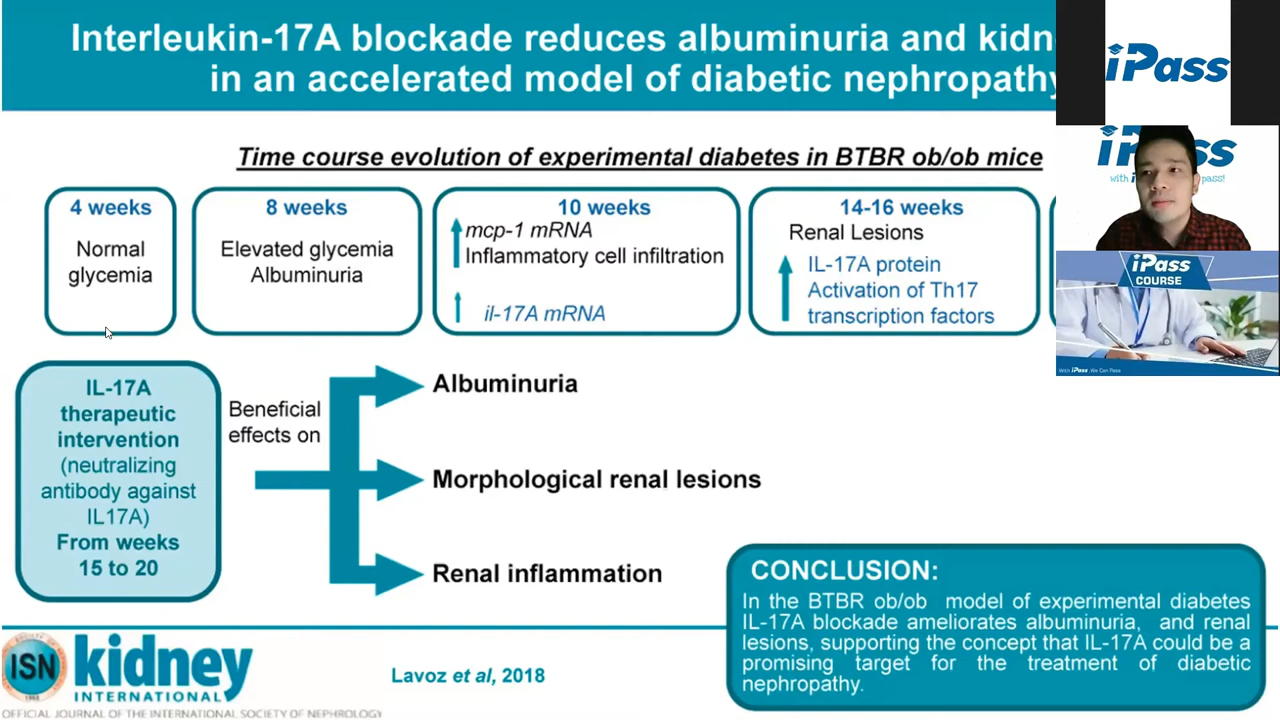 Interleukin-17A blockade reduces albuminuria and
in an accelerated model of diabetic nephropathy
iPass
Time course evolution of experimental diabetes in BTBR ob/ob mice
4 weeks
Normal
glycemia
8 weeks
Elevated glycemia
Albuminuria
10 weeks
mcp-1 mRNA
Inflammatory cell infiltration
il-17A mRNA
14-16 weeks
Renal Lesions
IL-17A protein
Activation of Th17
transcription factors
iPass
COURSE
With iPass ,We Can Pass
IL-17A
therapeutic
intervention
(neutralizing
antibody against
IL17A)
From weeks
15 to 20
Beneficial
effects on
Albuminuria
Morphological renal lesions
Renal inflammation
CONCLUSION:
In the BTBR ob/ob model of experimental diabetes
IL-17A blockade ameliorates albuminuria, and renal
lesions, supporting the concept that IL-17A could be a
promising target for the treatment of diabetic
nephropathy.
ISN
kidney
INTERNATIONAL
OFFICIAL JOURNAL OF THE INTERNATIONAL SOCIETY OF NEPHROLOGY
Lavoz et al, 2018